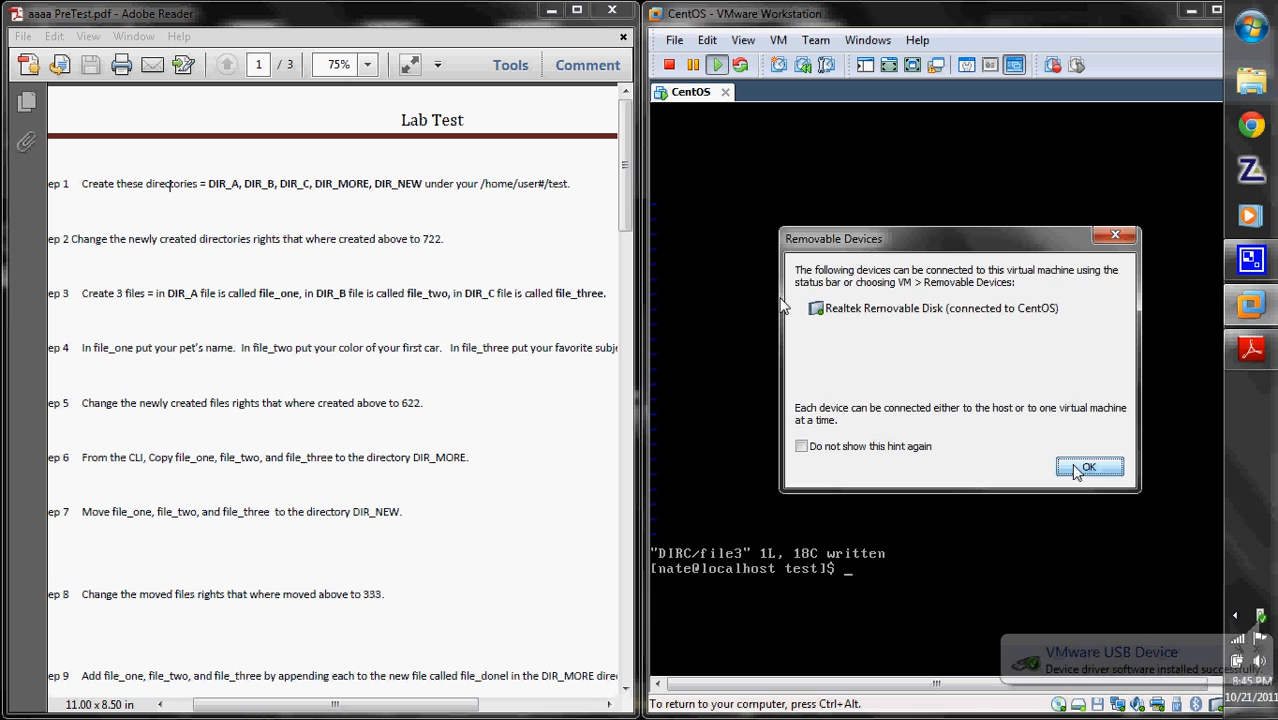 aaaa PreTest.pdf - Adobe Reader
File Edit View Window Help
1 / 3 75% Tools Comment
Lab Test
ep 1 Create these directories = DIR_A, DIR_B, DIR_C, DIR_MORE, DIR_NEW under your /home/user#/test.
ep 2 Change the newly created directories rights that where created above to 722.
ep 3 Create 3 files = in DIR_A file is called file_one, in DIR_B file is called file_two, in DIR_C file is called file_three.
ep 4 In file_one put your pet's name. In file_two put your color of your first car. In file_three put your favorite subje
ep 5 Change the newly created files rights that where created above to 622.
ep 6 From the CLI, Copy file_one, file_two, and file_three to the directory DIR_MORE.
ep 7 Move file_one, file_two, and file_three to the directory DIR_NEW.
ep 8 Change the moved files rights that where moved above to 333.
ep 9 Add file_one, file_two, and file_three by appending each to the new file called file_doneI in the DIR_MORE direc
11.00 x 8.50 in
CentOS - VMware Workstation
File Edit View VM Team Windows Help
CentOS
Removable Devices
The following devices can be connected to this virtual machine using the
status bar or choosing VM > Removable Devices:
Realtek Removable Disk (connected to CentOS)
Each device can be connected either to the host or to one virtual machine
at a time.
Do not show this hint again
OK
"DIRC/file3" 1L, 18C written
[nate@localhost test]$ _
VMware USB Device
Device driver software installed successfully.
To return to your computer, press Ctrl+Alt.
8:45 PM
10/21/2011